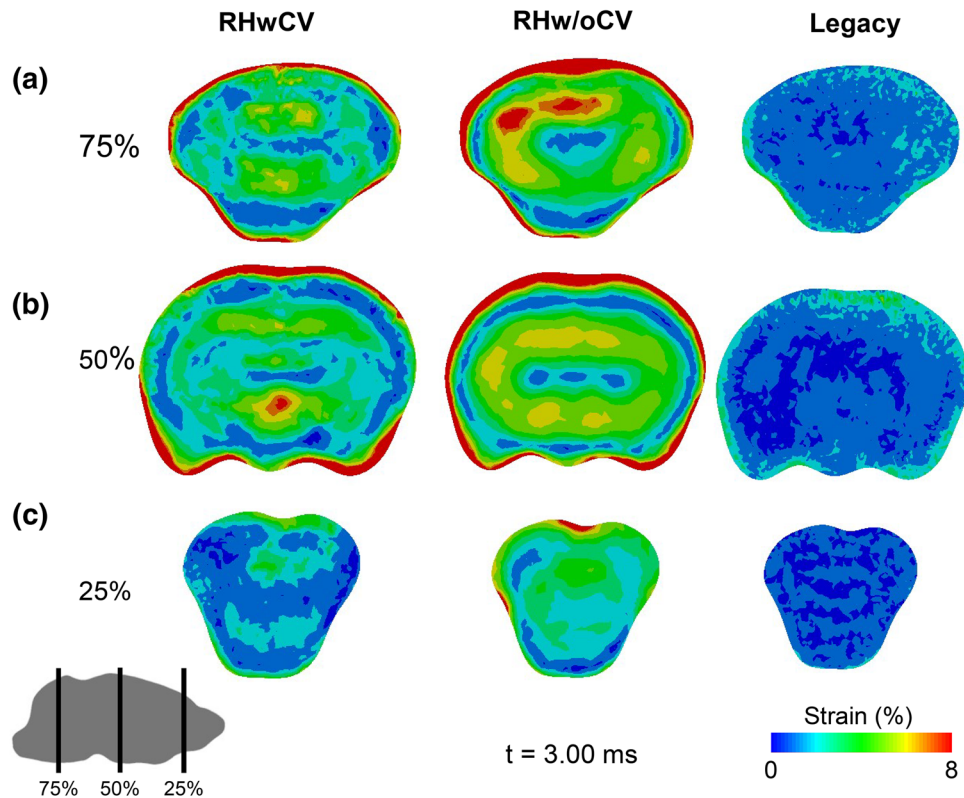 RHwCV RHw/oCV Legacy
(a)
75%
(b)
50%
(c)
25%
Strain (%)
t = 3.00 ms
0 8
75% 50% 25%